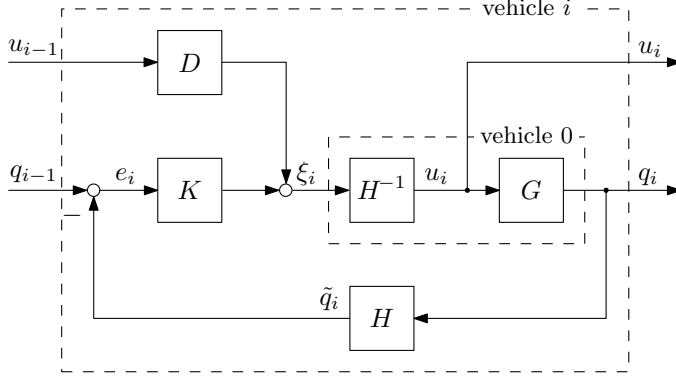 vehicle i
u_{i-1}
D
u_i
vehicle 0
q_{i-1}
e_i
K
ξ_i
H^{-1}
u_i
G
q_i
−
q̃_i
H